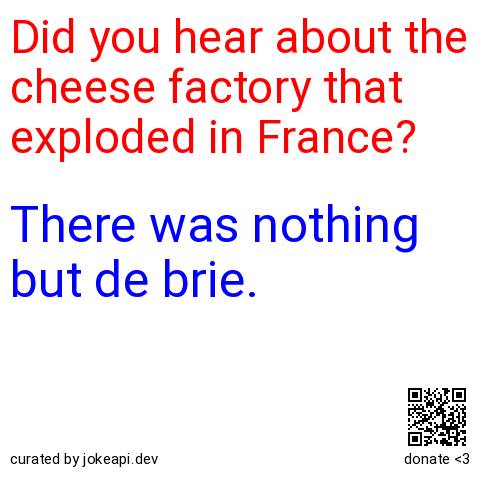 Did you hear about the
cheese factory that
exploded in France?
There was nothing
but de brie.
curated by jokeapi.dev
donate <3